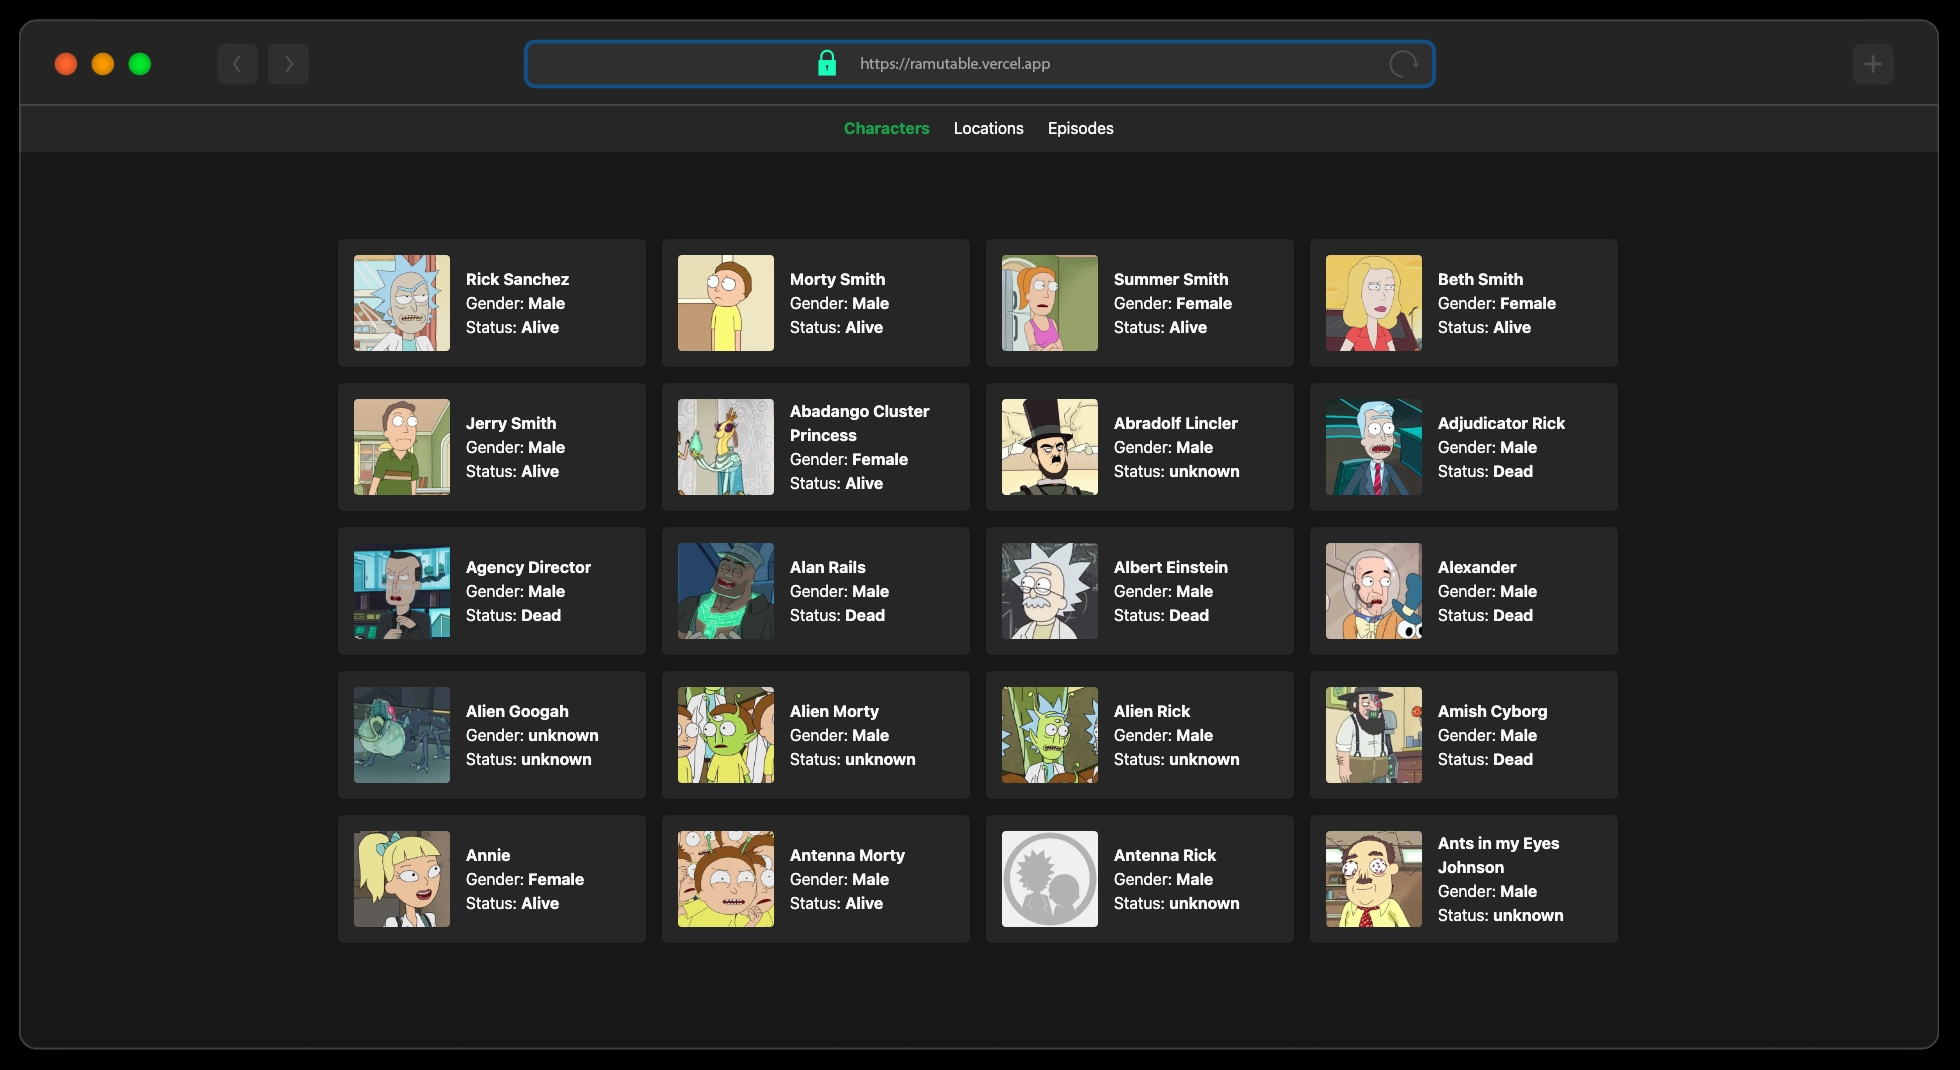 https://ramutable.vercel.app
Characters Locations Episodes
Rick Sanchez
Gender: Male
Status: Alive
Morty Smith
Gender: Male
Status: Alive
Summer Smith
Gender: Female
Status: Alive
Beth Smith
Gender: Female
Status: Alive
Jerry Smith
Gender: Male
Status: Alive
Abadango Cluster
Princess
Gender: Female
Status: Alive
Abradolf Lincler
Gender: Male
Status: unknown
Adjudicator Rick
Gender: Male
Status: Dead
Agency Director
Gender: Male
Status: Dead
Alan Rails
Gender: Male
Status: Dead
Albert Einstein
Gender: Male
Status: Dead
Alexander
Gender: Male
Status: Dead
Alien Googah
Gender: unknown
Status: unknown
Alien Morty
Gender: Male
Status: unknown
Alien Rick
Gender: Male
Status: unknown
Amish Cyborg
Gender: Male
Status: Dead
Annie
Gender: Female
Status: Alive
Antenna Morty
Gender: Male
Status: Alive
Antenna Rick
Gender: Male
Status: unknown
Ants in my Eyes
Johnson
Gender: Male
Status: unknown